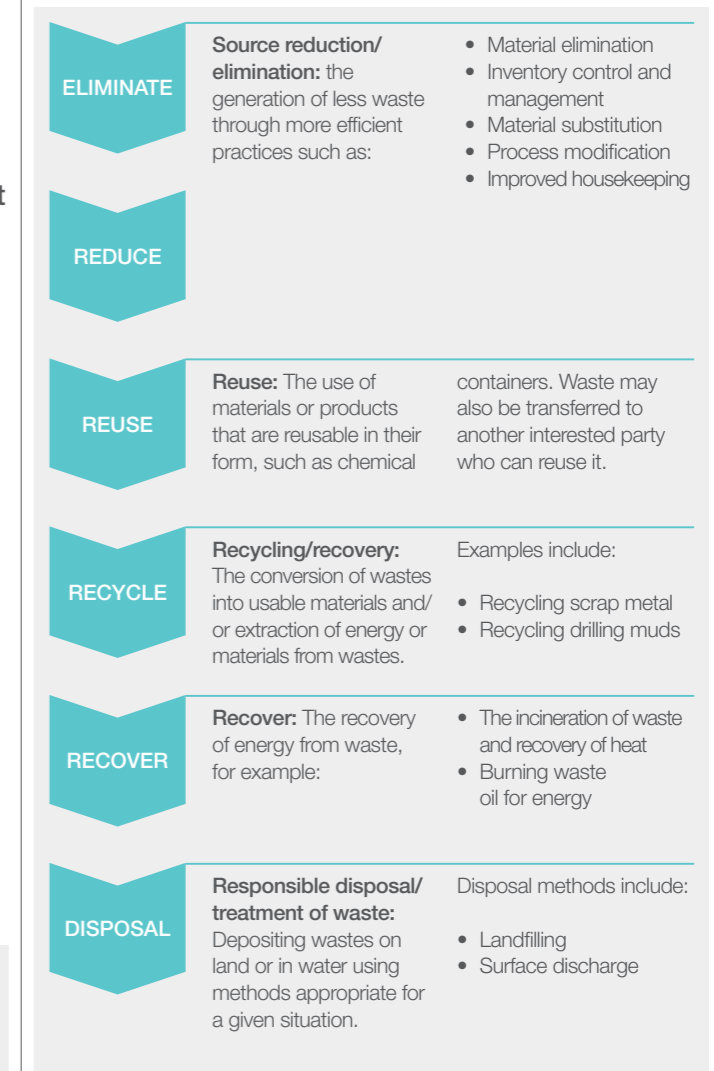 t
ELIMINATE
Source reduction/
elimination: the
generation of less waste
through more efficient
practices such as:
• Material elimination
• Inventory control and
management
• Material substitution
• Process modification
• Improved housekeeping
REDUCE
REUSE
Reuse: The use of
materials or products
that are reusable in their
form, such as chemical
containers. Waste may
also be transferred to
another interested party
who can reuse it.
RECYCLE
Recycling/recovery:
The conversion of wastes
into usable materials and/
or extraction of energy or
materials from wastes.
Examples include:
• Recycling scrap metal
• Recycling drilling muds
RECOVER
Recover: The recovery
of energy from waste,
for example:
• The incineration of waste
and recovery of heat
• Burning waste
oil for energy
DISPOSAL
Responsible disposal/
treatment of waste:
Depositing wastes on
land or in water using
methods appropriate for
a given situation.
Disposal methods include:
• Landfilling
• Surface discharge